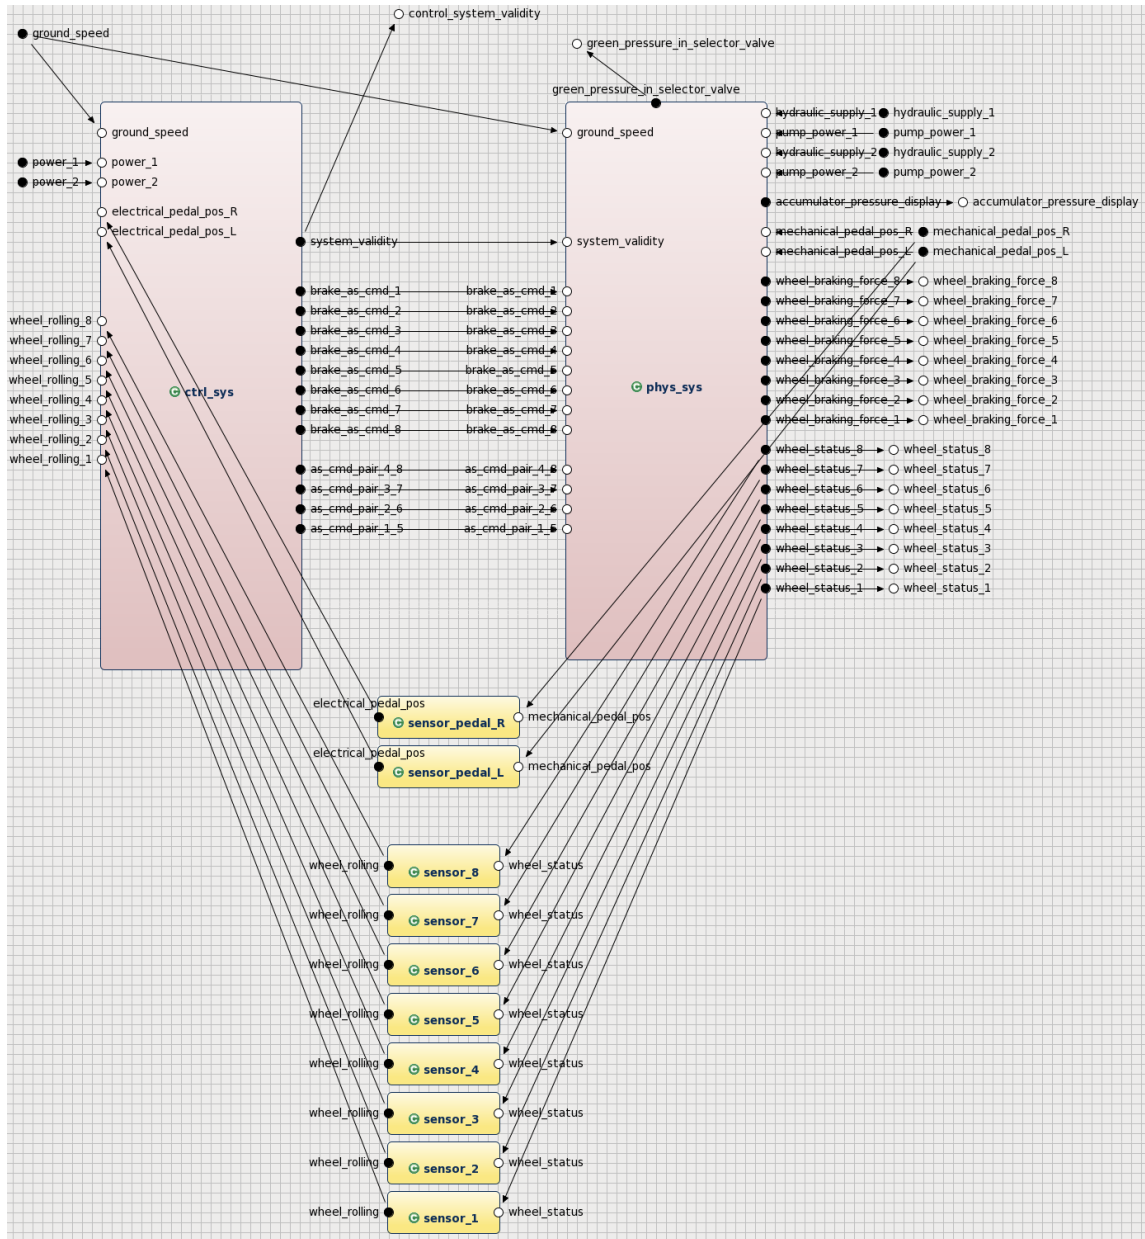 control_system_validity
ground_speed
green_pressure_in_selector_valve
green_pressure_in_selector_valve
ground_speed
ground_speed
hydraulic_supply_1 hydraulic_supply_1
pump_power_1 pump_power_1
hydraulic_supply_2 hydraulic_supply_2
pump_power_2 pump_power_2
power_1 power_1
power_2 power_2
accumulator_pressure_display accumulator_pressure_display
electrical_pedal_pos_R
electrical_pedal_pos_L
mechanical_pedal_pos_R mechanical_pedal_pos_R
mechanical_pedal_pos_L mechanical_pedal_pos_L
system_validity system_validity
wheel_braking_force_8 wheel_braking_force_8
brake_as_cmd_1 brake_as_cmd_1
wheel_braking_force_7 wheel_braking_force_7
brake_as_cmd_2 brake_as_cmd_2
wheel_rolling_8
wheel_braking_force_6 wheel_braking_force_6
brake_as_cmd_3 brake_as_cmd_3
wheel_rolling_7
wheel_braking_force_5 wheel_braking_force_5
brake_as_cmd_4 brake_as_cmd_4
wheel_rolling_6
wheel_braking_force_4 wheel_braking_force_4
brake_as_cmd_5 brake_as_cmd_5
wheel_rolling_5
wheel_braking_force_3 wheel_braking_force_3
brake_as_cmd_6 brake_as_cmd_6
ctrl_sys
phys_sys
wheel_rolling_4
wheel_braking_force_2 wheel_braking_force_2
brake_as_cmd_7 brake_as_cmd_7
wheel_rolling_3
wheel_braking_force_1 wheel_braking_force_1
brake_as_cmd_8 brake_as_cmd_8
wheel_rolling_2
wheel_status_8 wheel_status_8
wheel_rolling_1
as_cmd_pair_4_8 as_cmd_pair_4_8
wheel_status_7 wheel_status_7
as_cmd_pair_3_7 as_cmd_pair_3_7
wheel_status_6 wheel_status_6
as_cmd_pair_2_6 as_cmd_pair_2_6
wheel_status_5 wheel_status_5
as_cmd_pair_1_5 as_cmd_pair_1_5
wheel_status_4 wheel_status_4
wheel_status_3 wheel_status_3
wheel_status_2 wheel_status_2
wheel_status_1 wheel_status_1
electrical_pedal_pos
sensor_pedal_R
mechanical_pedal_pos
electrical_pedal_pos
sensor_pedal_L
mechanical_pedal_pos
wheel_rolling sensor_8 wheel_status
wheel_rolling sensor_7 wheel_status
wheel_rolling sensor_6 wheel_status
wheel_rolling sensor_5 wheel_status
wheel_rolling sensor_4 wheel_status
wheel_rolling sensor_3 wheel_status
wheel_rolling sensor_2 wheel_status
wheel_rolling sensor_1 wheel_status